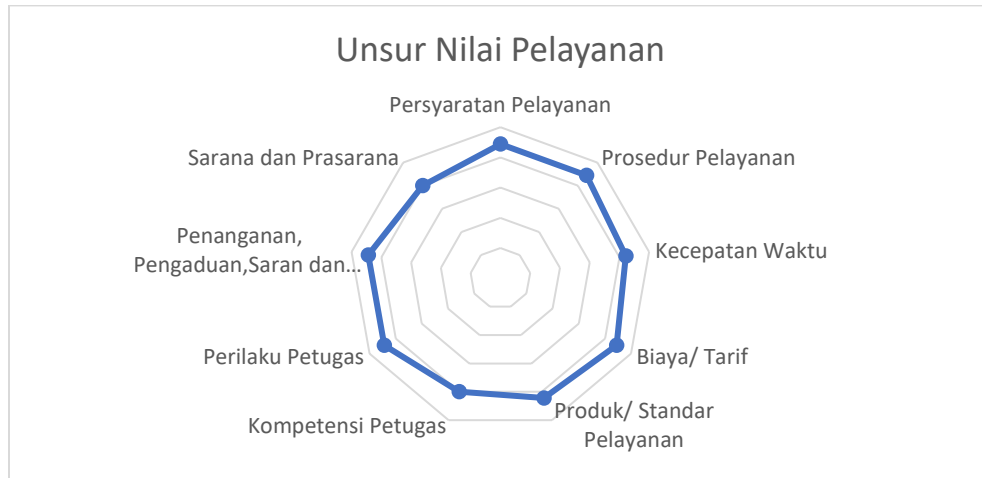 Unsur Nilai Pelayanan
Persyaratan Pelayanan
Prosedur Pelayanan
Kecepatan Waktu
Biaya/ Tarif
Produk/ Standar
Pelayanan
Kompetensi Petugas
Perilaku Petugas
Penanganan,
Pengaduan,Saran dan...
Sarana dan Prasarana